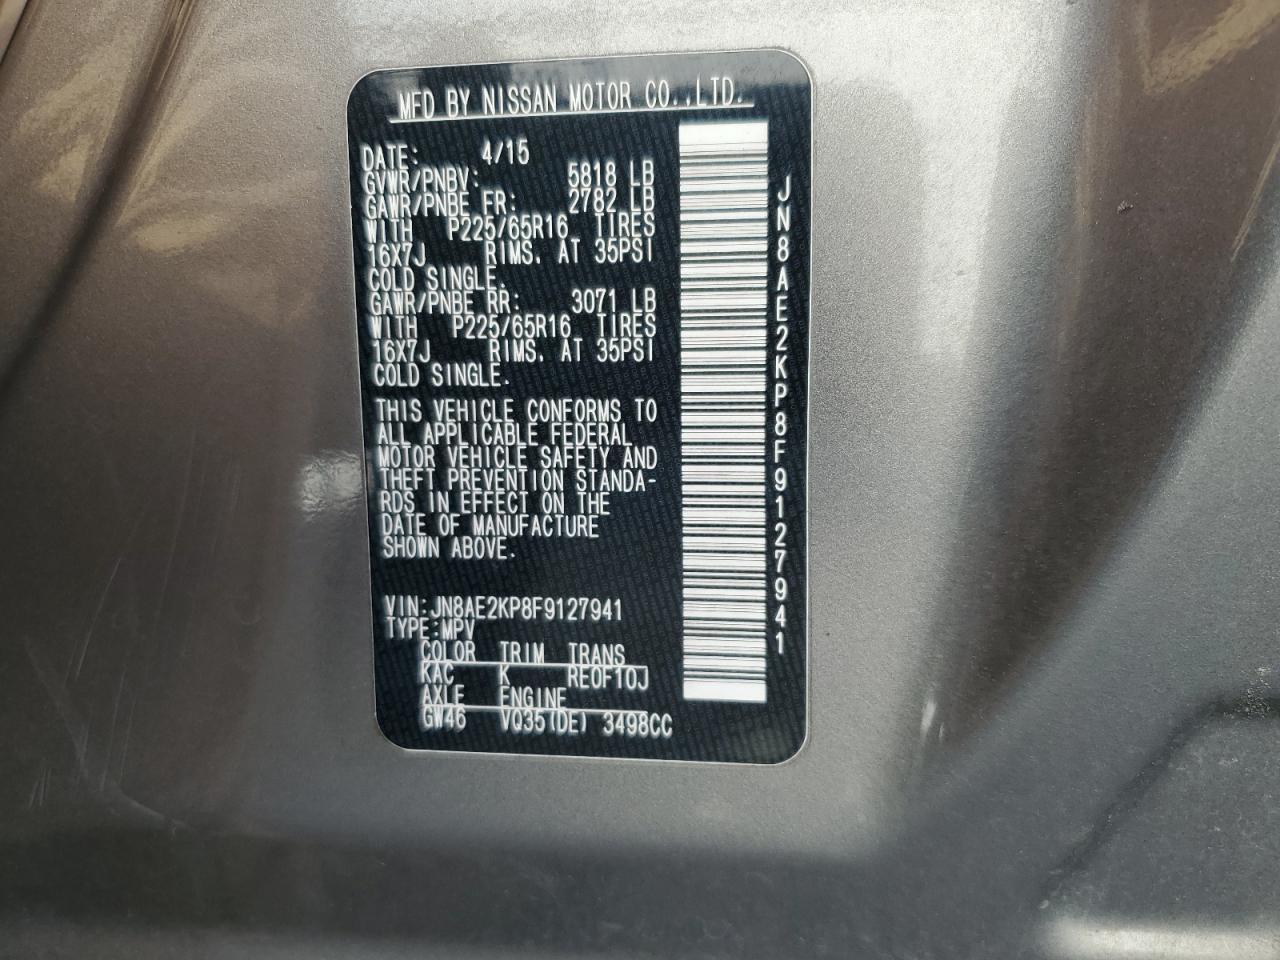 MFD BY NISSAN MOTOR CO.,LTD.
DATE: 4/15
GVWR/PNBV: 5818 LB
GAWR/PNBE FR: 2782 LB
WITH P225/65R16 TIRES
16X7J RIMS. AT 35PSI
COLD SINGLE.
GAWR/PNBE RR: 3071 LB
WITH P225/65R16 TIRES
16X7J RIMS. AT 35PSI
COLD SINGLE.
THIS VEHICLE CONFORMS TO
ALL APPLICABLE FEDERAL
MOTOR VEHICLE SAFETY AND
THEFT PREVENTION STANDA-
RDS IN EFFECT ON THE
DATE OF MANUFACTURE
SHOWN ABOVE.
VIN:JN8AE2KP8F9127941
TYPE:MPV
COLOR TRIM TRANS
KAC K RE0F10J
AXLE ENGINE
GW46 VQ35(DE) 3498CC
JN8AE2KP8F9127941